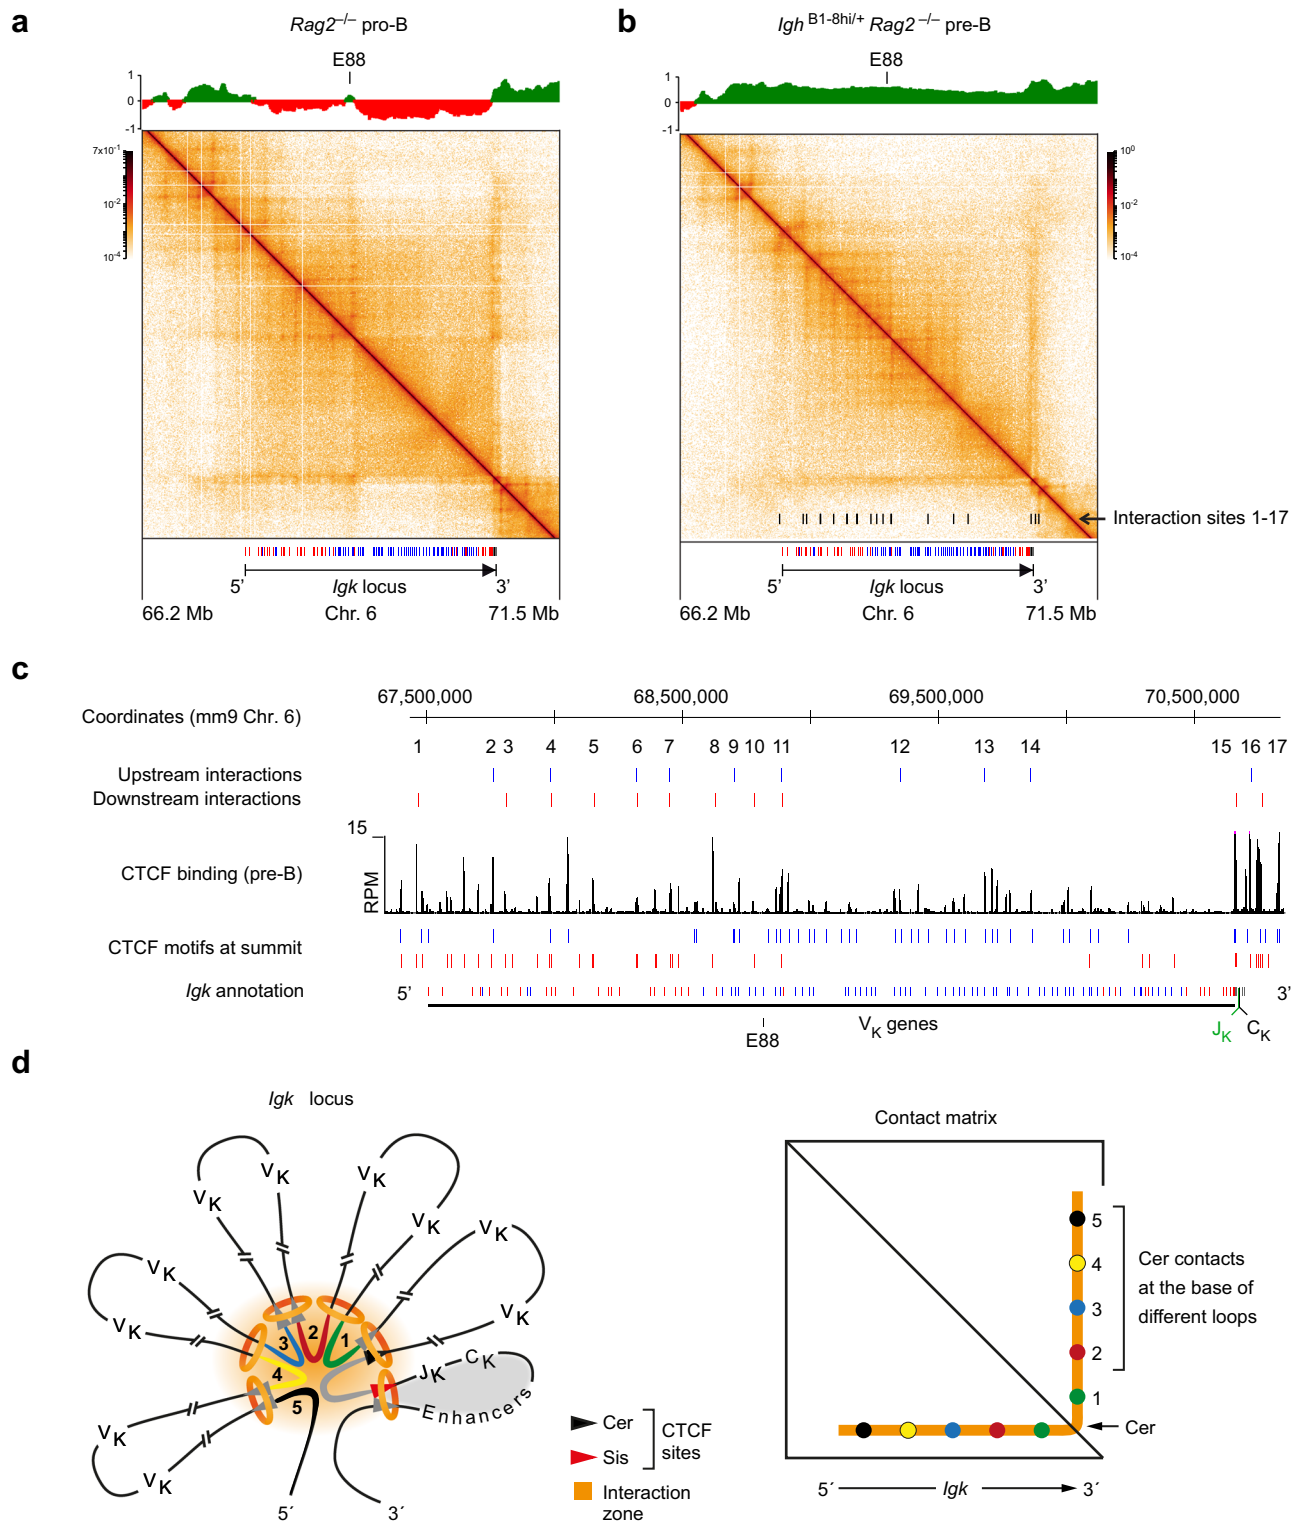 a
Rag2–/– pro-B
E88
1
0
-1
7x10-1
10-2
10-4
5’
Igk locus
3’
66.2 Mb
Chr. 6
71.5 Mb
b
Igh B1-8hi/+ Rag2 –/– pre-B
E88
1
0
-1
100
10-2
10-4
Interaction sites 1-17
5’
Igk locus
3’
66.2 Mb
Chr. 6
71.5 Mb
c
67,500,000 68,500,000 69,500,000 70,500,000
Coordinates (mm9 Chr. 6)
1 2 3 4 5 6 7 8 9 10 11 12 13 14 15 16 17
Upstream interactions
Downstream interactions
15
CTCF binding (pre-B)
RPM
CTCF motifs at summit
Igk annotation
5’
3’
VK genes
E88
JK
CK
d
Igk locus
VK
VK
VK
VK
VK
VK
VK
VK
VK
VK
1
2
3
4
5
JK
CK
Enhancers
5´
3´
Cer
Sis
CTCF
sites
Interaction
zone
Contact matrix
5
4
3
2
1
Cer contacts
at the base of
different loops
Cer
5´
Igk
3´